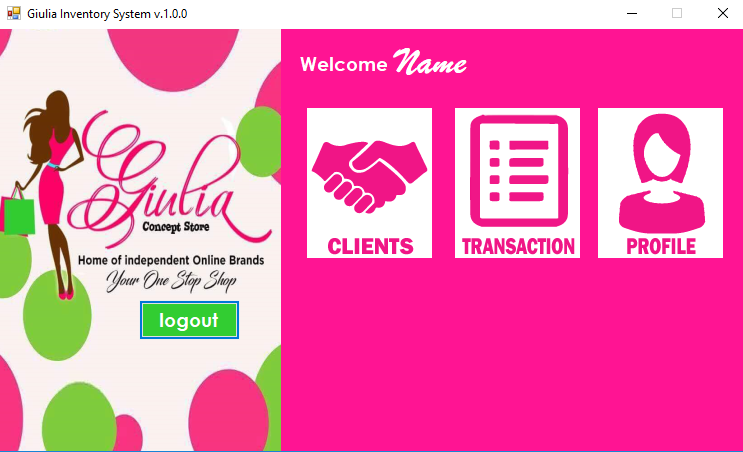 Giulia Inventory System v.1.0.0
Welcome Name
Giulia
Concept Store
Home of independent Online Brands
Your One Stop Shop
logout
CLIENTS
TRANSACTION
PROFILE